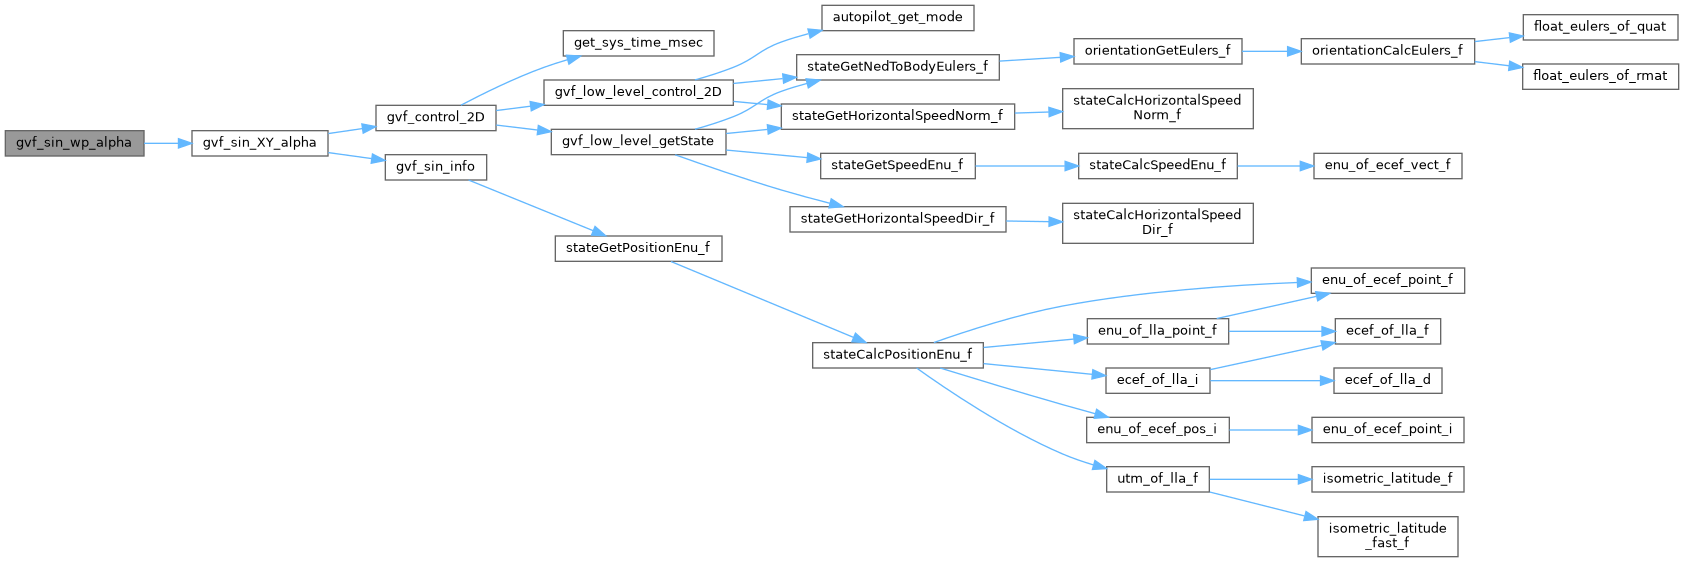 gvf_sin_wp_alpha
gvf_sin_XY_alpha
gvf_control_2D
get_sys_time_msec
gvf_low_level_control_2D
autopilot_get_mode
stateGetNedToBodyEulers_f
orientationGetEulers_f
orientationCalcEulers_f
float_eulers_of_quat
float_eulers_of_rmat
stateGetHorizontalSpeedNorm_f
stateCalcHorizontalSpeed
Norm_f
gvf_low_level_getState
stateGetSpeedEnu_f
stateCalcSpeedEnu_f
enu_of_ecef_vect_f
stateGetHorizontalSpeedDir_f
stateCalcHorizontalSpeed
Dir_f
gvf_sin_info
stateGetPositionEnu_f
stateCalcPositionEnu_f
enu_of_ecef_point_f
enu_of_lla_point_f
ecef_of_lla_f
ecef_of_lla_i
ecef_of_lla_d
enu_of_ecef_pos_i
enu_of_ecef_point_i
utm_of_lla_f
isometric_latitude_f
isometric_latitude
_fast_f